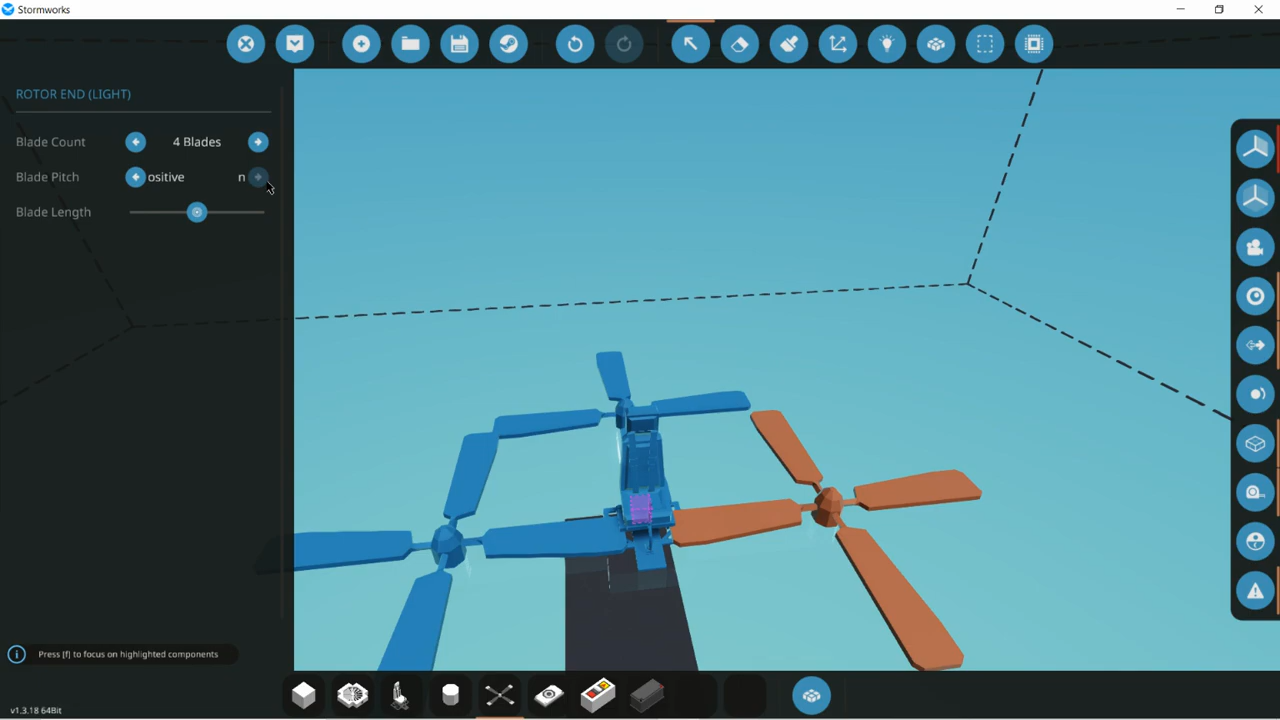 Stormworks
ROTOR END (LIGHT)
Blade Count 4 Blades
Blade Pitch ositive n
Blade Length
Press [f] to focus on highlighted components
v1.3.18 64Bit